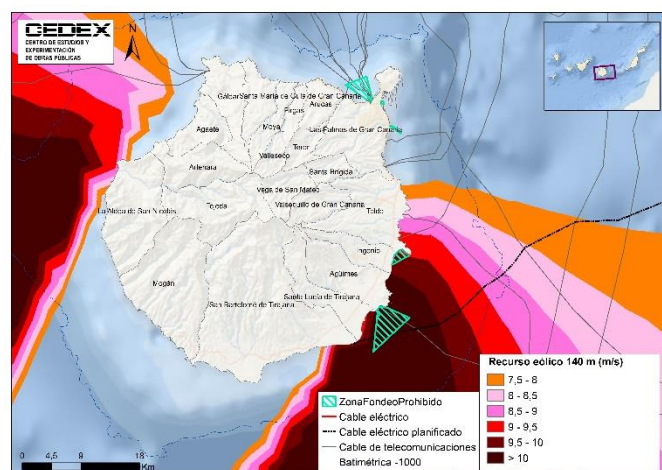 CEDEX
CENTRO DE ESTUDIOS Y
EXPERIMENTACIÓN
DE OBRAS PÚBLICAS
N
Gáldar
Santa María de Guía de Gran Canaria
Arucas
Firgas
Agaete
Moya
Las Palmas de Gran Canaria
Teror
Valleseco
Artenara
Santa Brígida
Vega de San Mateo
La Aldea de San Nicolás
Tejeda
Valsequillo de Gran Canaria
Telde
Ingenio
Agüimes
Mogán
Santa Lucía de Tirajana
San Bartolomé de Tirajana
Recurso eólico 140 m (m/s)
7,5 - 8
8 - 8,5
8,5 - 9
9 - 9,5
9,5 - 10
> 10
ZonaFondeoProhibido
Cable eléctrico
Cable eléctrico planificado
Cable de telecomunicaciones
Batimétrica -1000
0 4,5 9 18
Km